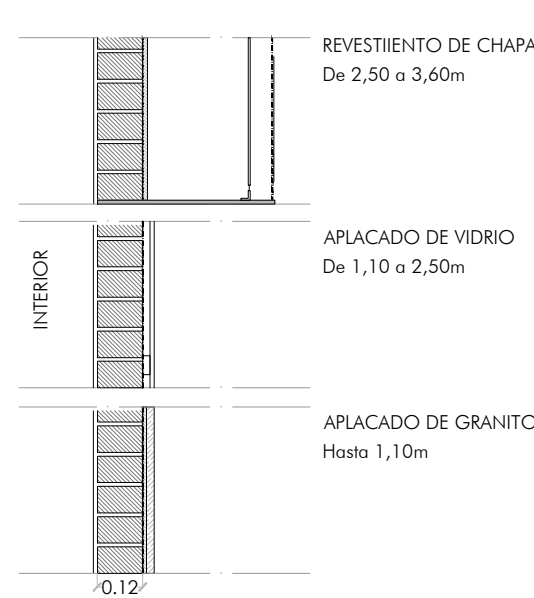 REVESTIIENTO DE CHAPA
De 2,50 a 3,60m
INTERIOR
APLACADO DE VIDRIO
De 1,10 a 2,50m
APLACADO DE GRANITO
Hasta 1,10m
0.12